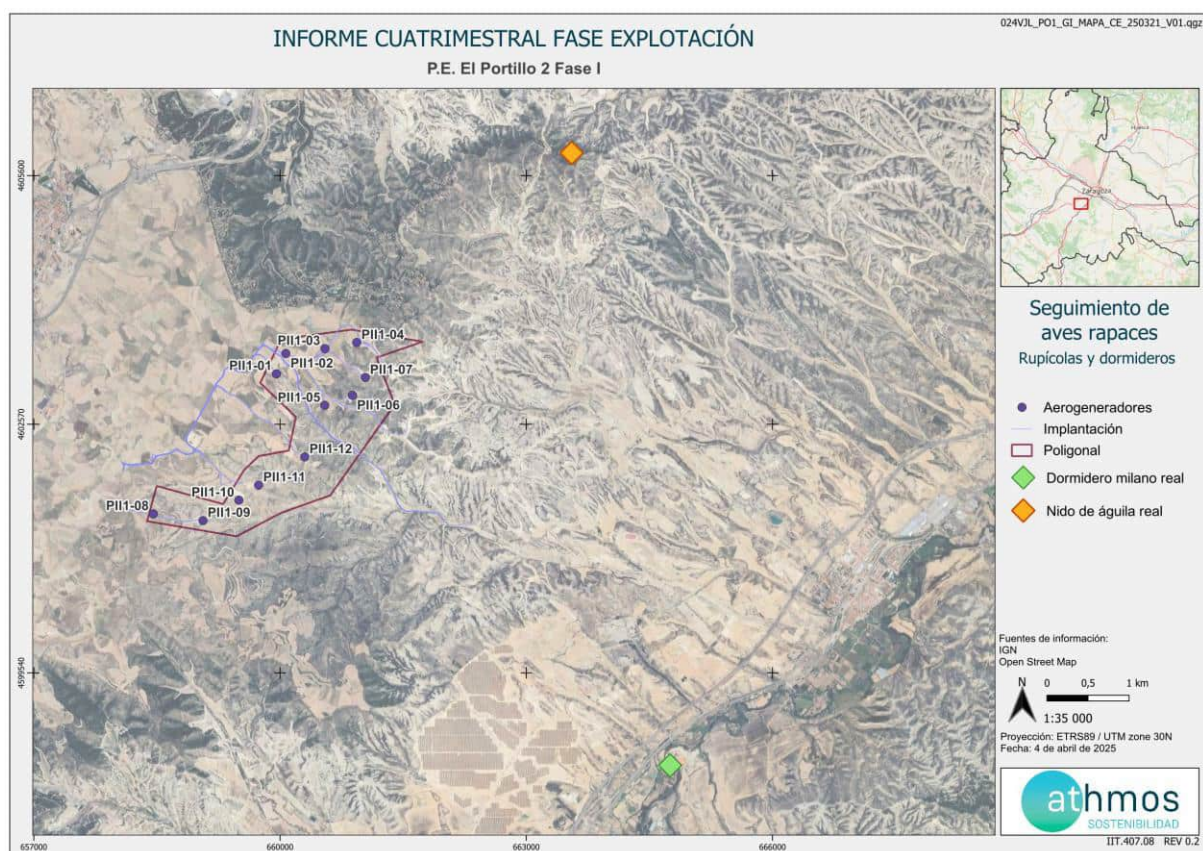 024VJL_PO1_GI_MAPA_CE_250321_V01.qgz
INFORME CUATRIMESTRAL FASE EXPLOTACIÓN
P.E. El Portillo 2 Fase I
4605600
4602570
4599540
657000
660000
663000
666000
PII1-04
PII1-03
PII1-02
PII1-01
PII1-07
PII1-05
PII1-06
PII1-12
PII1-11
PII1-10
PII1-08
PII1-09
Huesca
Zaragoza
Seguimiento de
aves rapaces
Rupícolas y dormideros
Aerogeneradores
Implantación
Poligonal
Dormidero milano real
Nido de águila real
Fuentes de información:
IGN
Open Street Map
N
0 0,5 1 km
1:35 000
Proyección: ETRS89 / UTM zone 30N
Fecha: 4 de abril de 2025
athmos
SOSTENIBILIDAD
IIT.407.08 REV 0.2